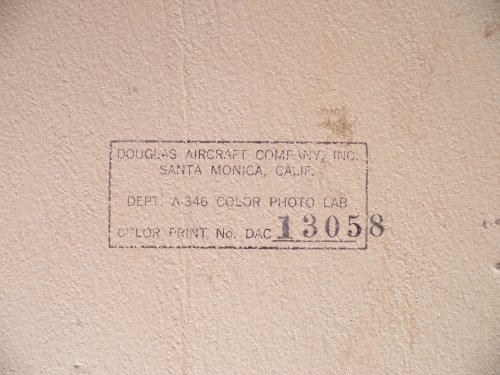 DOUGLAS AIRCRAFT COMPANY, INC.
SANTA MONICA, CALIF.
DEPT. A-346 COLOR PHOTO LAB
COLOR PRINT No. DAC 13058